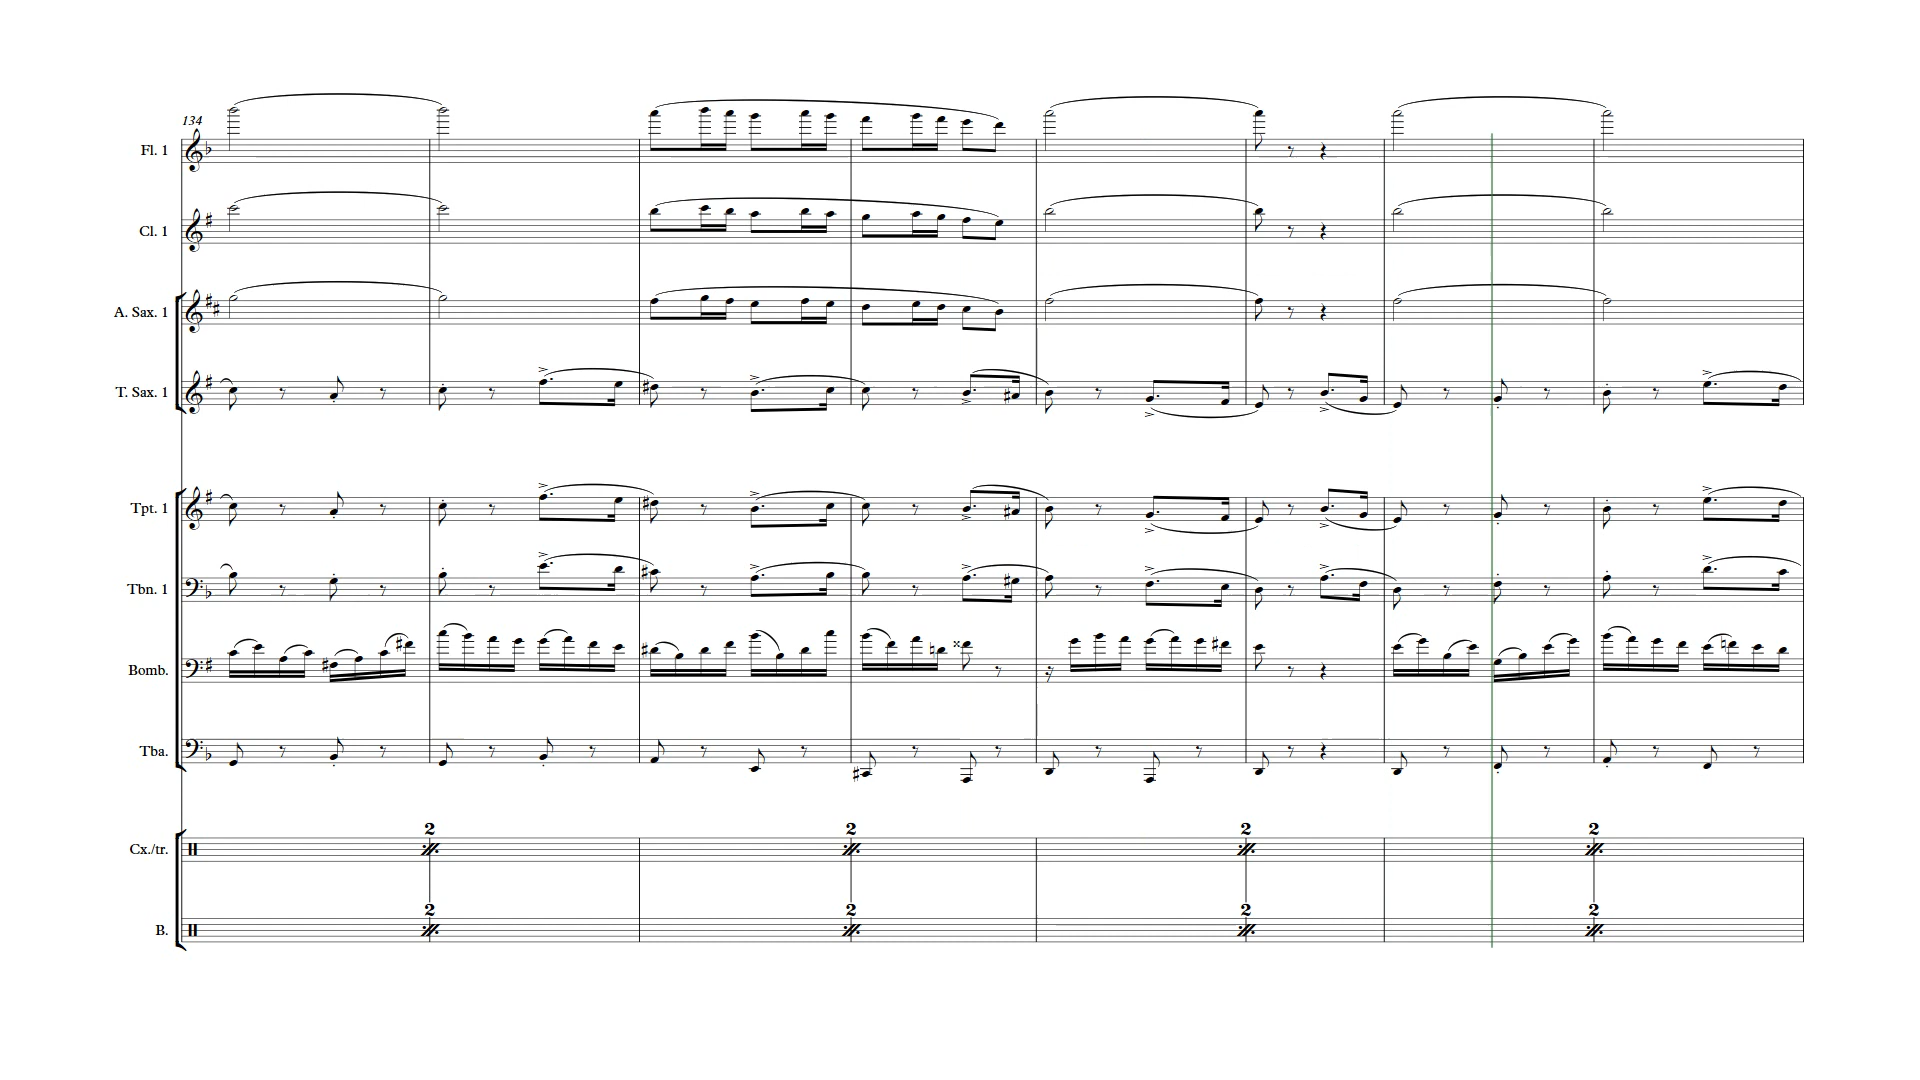 134
Fl. 1
Cl. 1
A. Sax. 1
T. Sax. 1
Tpt. 1
Tbn. 1
Bomb.
Tba.
2 2 2 2
Cx./tr.
2 2 2 2
B.